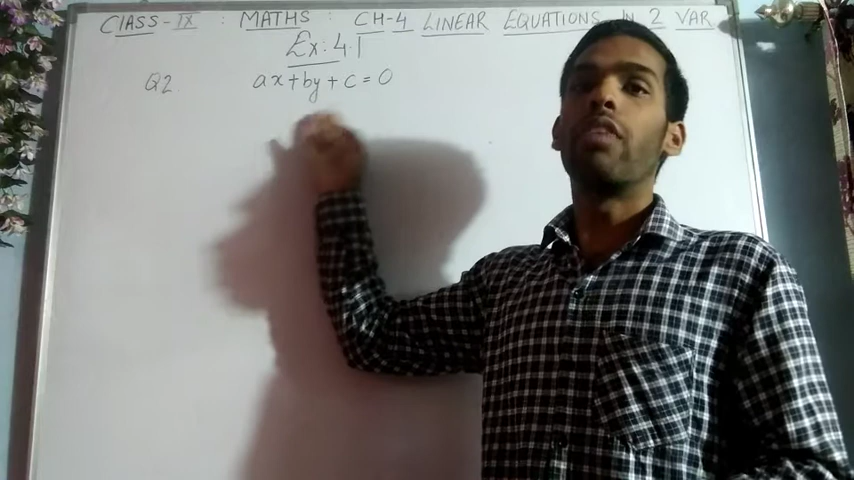 CLASS-IX : MATHS : CH-4 LINEAR EQUATIONS IN 2 VAR
Ex: 4.1
Q2 ax+by+c=0